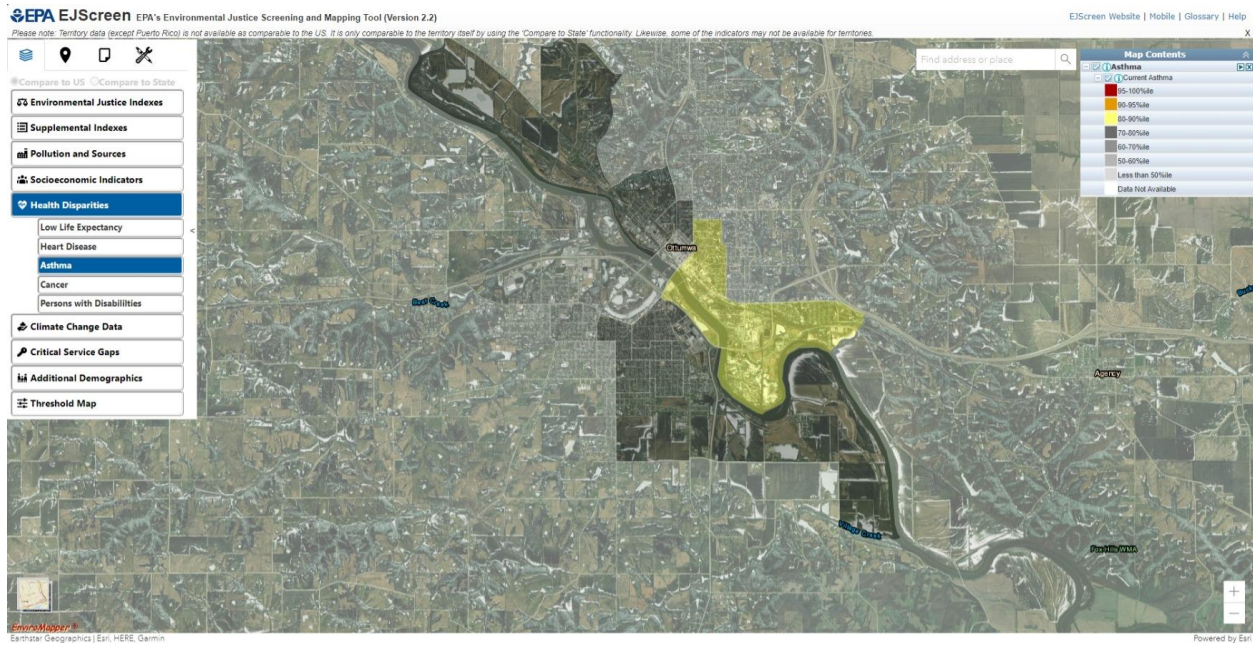 EPA EJScreen EPA's Environmental Justice Screening and Mapping Tool (Version 2.2)
EJScreen Website | Mobile | Glossary | Help
Please note: Territory data (except Puerto Rico) is not available as comparable to the US. It is only comparable to the territory itself by using the 'Compare to State' functionality. Likewise, some of the indicators may not be available for territories.
X
Compare to US Compare to State
Environmental Justice Indexes
Supplemental Indexes
Pollution and Sources
Socioeconomic Indicators
Health Disparities
Low Life Expectancy
Heart Disease
Asthma
Cancer
Persons with Disabililties
Climate Change Data
Critical Service Gaps
Additional Demographics
Threshold Map
<
Find address or place
Map Contents
Asthma
Current Asthma
95-100%ile
90-95%ile
80-90%ile
70-80%ile
60-70%ile
50-60%ile
Less than 50%ile
Data Not Available
Ottumwa
Agency
Village Creek
Fox Hills WMA
EnviroMapper
Earthstar Geographics | Esri, HERE, Garmin
Powered by Esri